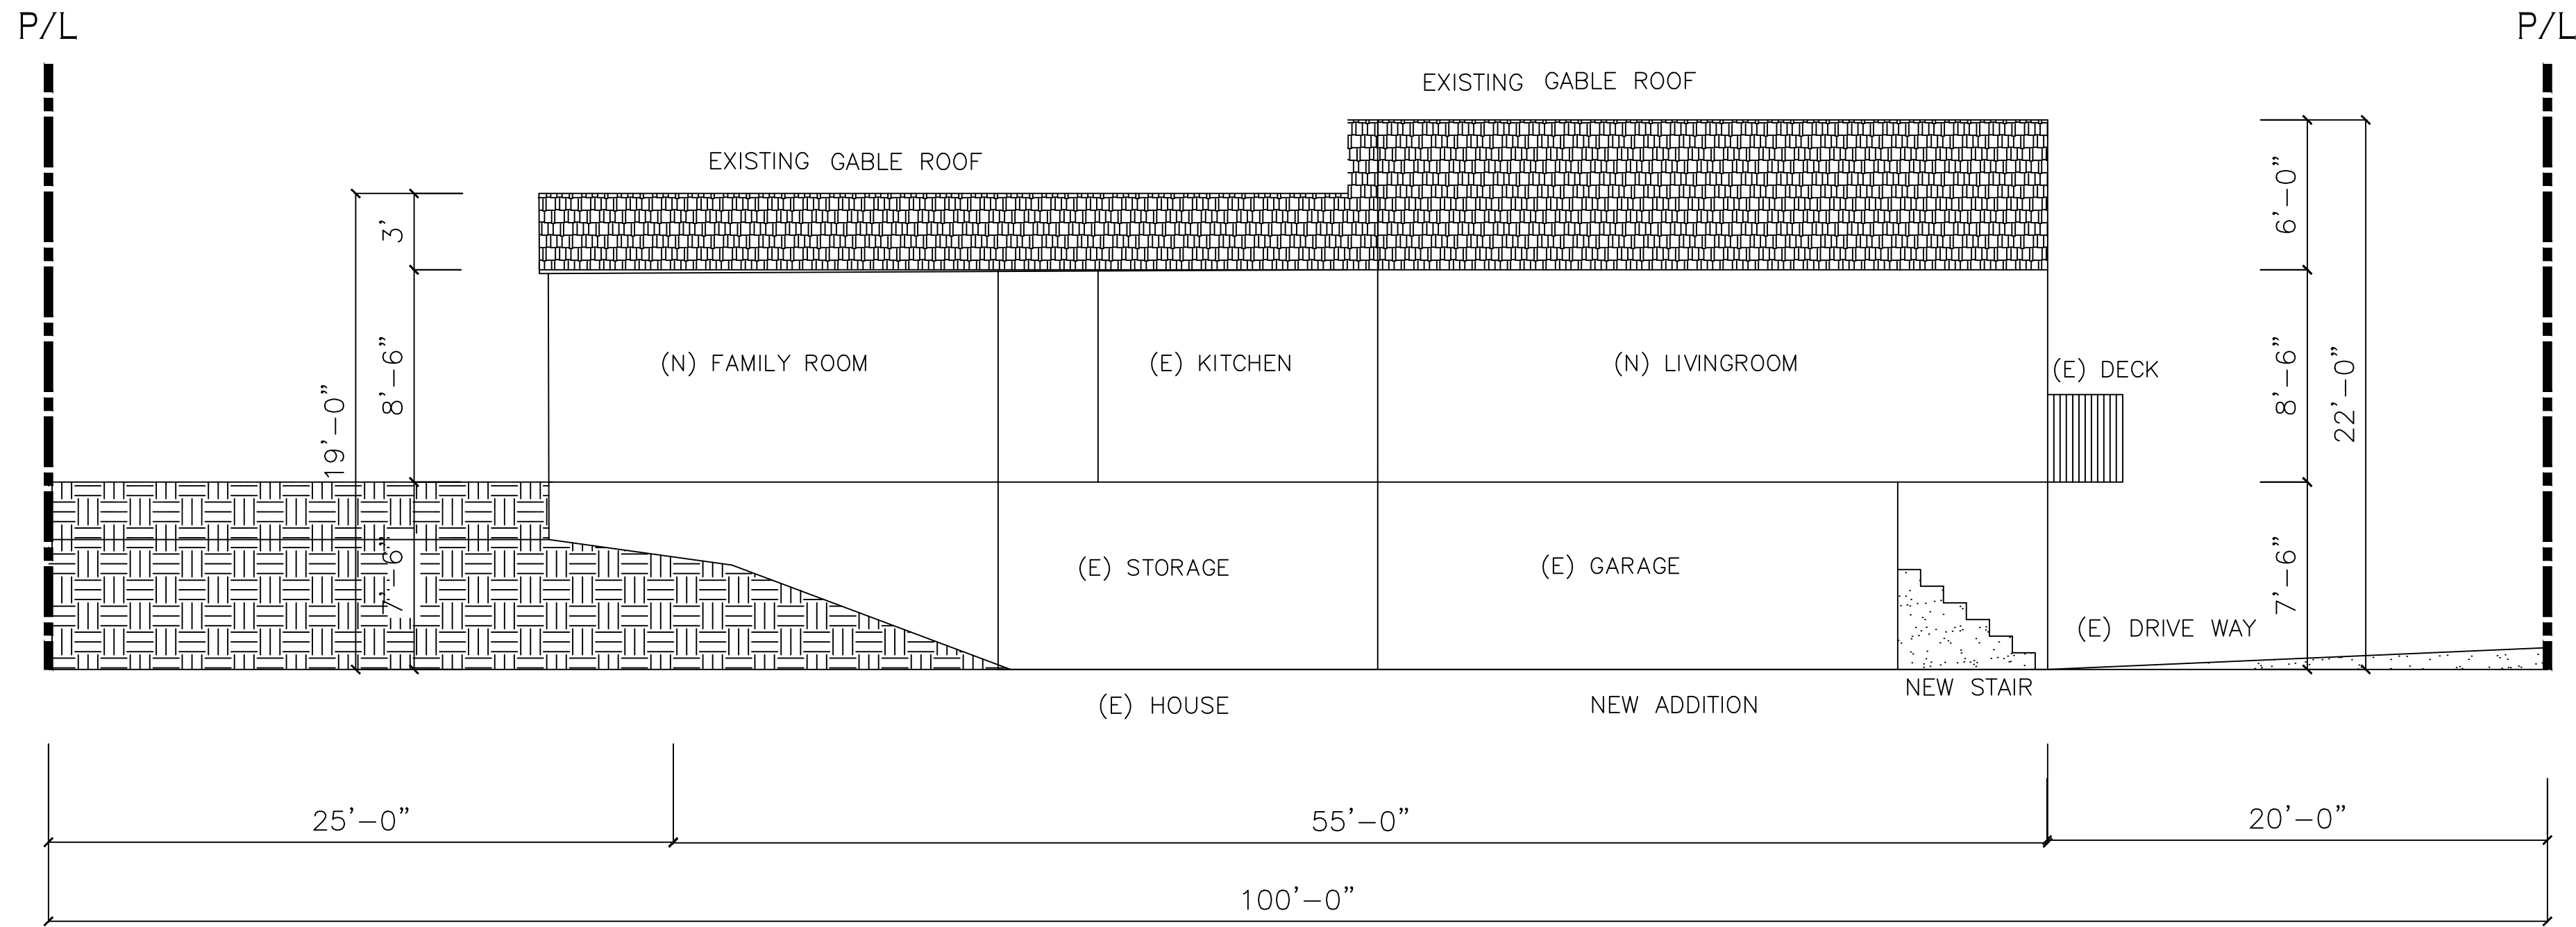 P/L
P/L
EXISTING GABLE ROOF
EXISTING GABLE ROOF
3'
6'-0"
8'-6"
19'-0"
(N) FAMILY ROOM
(E) KITCHEN
(N) LIVINGROOM
(E) DECK
8'-6"
22'-0"
7'-6"
(E) STORAGE
(E) GARAGE
7'-6"
(E) DRIVE WAY
NEW STAIR
(E) HOUSE
NEW ADDITION
25'-0"
55'-0"
20'-0"
100'-0"